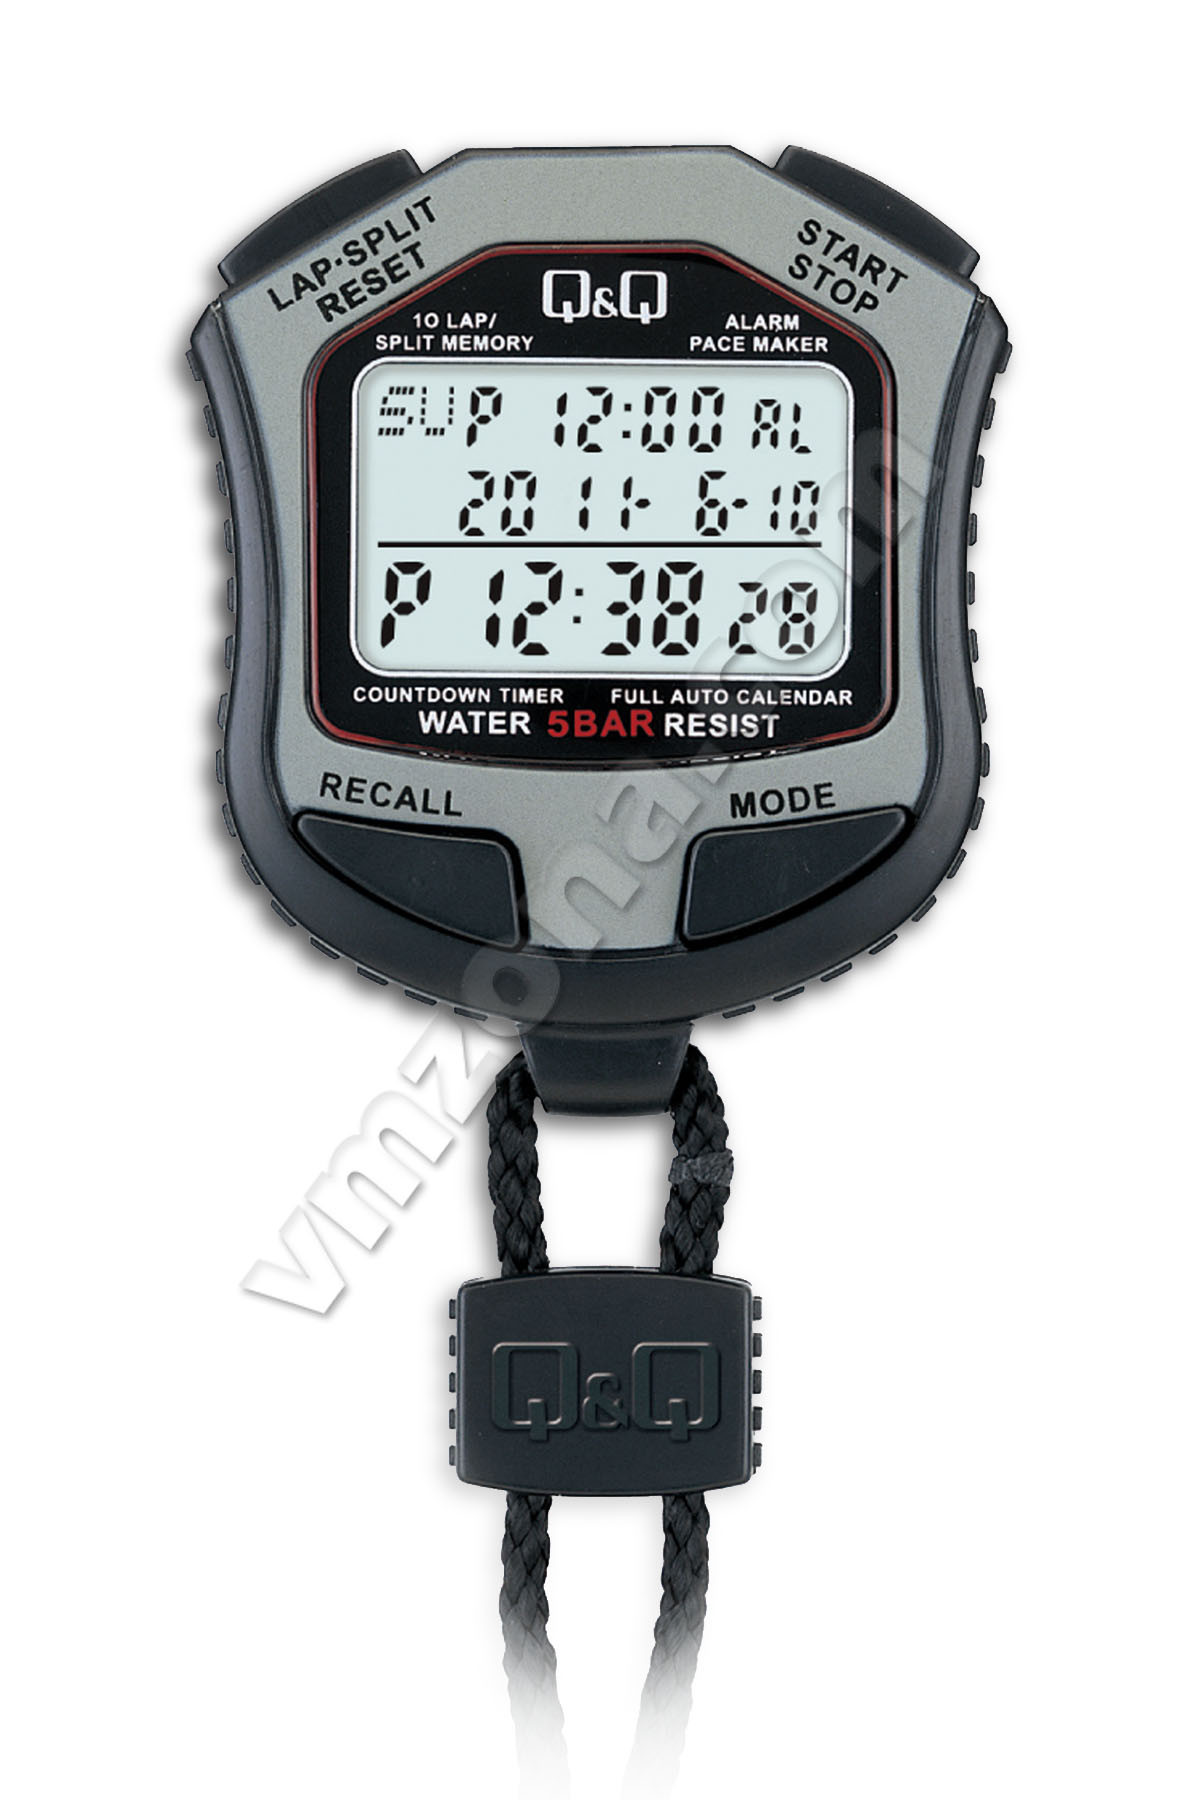 LAP·SPLIT
RESET
START
STOP
Q&Q
10 LAP/
SPLIT MEMORY
ALARM
PACE MAKER
SU P 12:00 AL
2011- 6-10
P 12:38 28
COUNTDOWN TIMER
FULL AUTO CALENDAR
WATER 5BAR RESIST
RECALL
MODE
vmzona.com
Q&Q